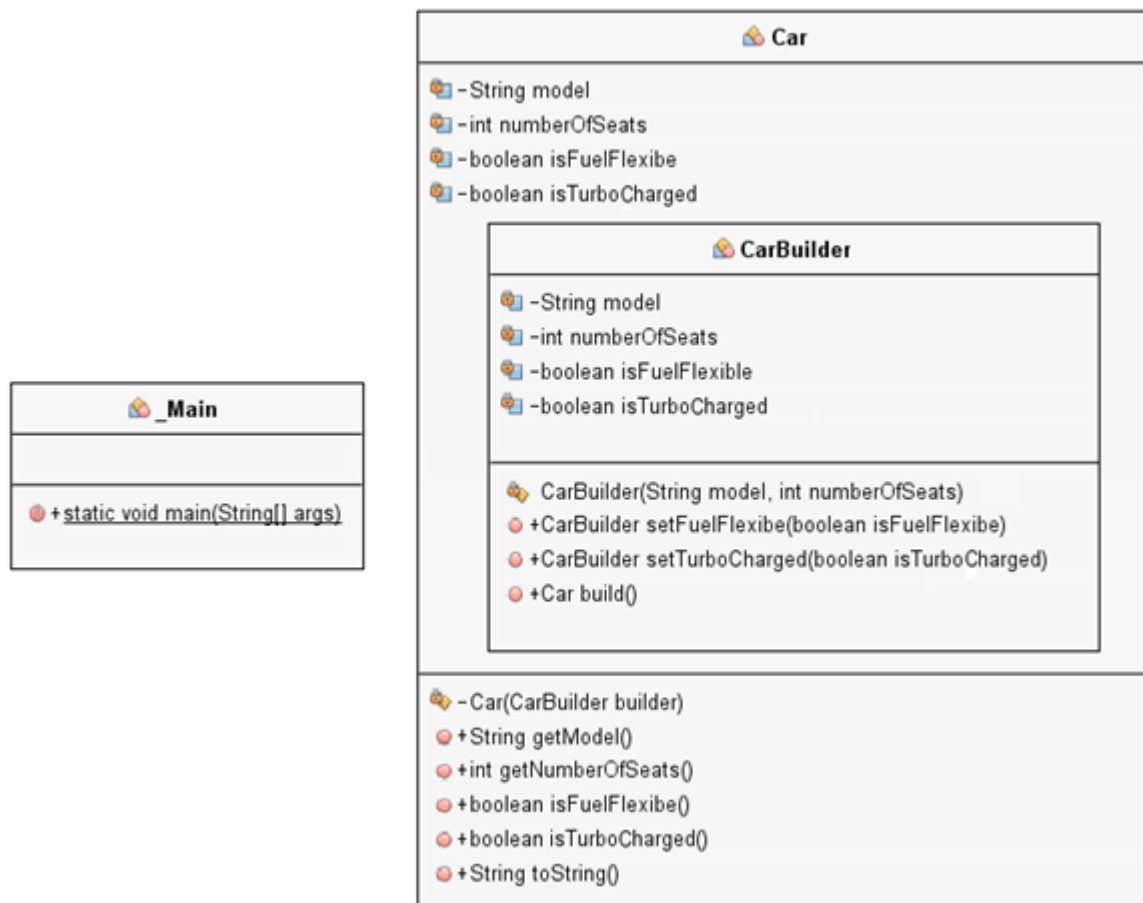 Car
-String model
-int numberOfSeats
-boolean isFuelFlexibe
-boolean isTurboCharged
CarBuilder
-String model
-int numberOfSeats
-boolean isFuelFlexible
-boolean isTurboCharged
CarBuilder(String model, int numberOfSeats)
+CarBuilder setFuelFlexibe(boolean isFuelFlexibe)
+CarBuilder setTurboCharged(boolean isTurboCharged)
+Car build()
-Car(CarBuilder builder)
+String getModel()
+int getNumberOfSeats()
+boolean isFuelFlexibe()
+boolean isTurboCharged()
+String toString()
_Main
+static void main(String[] args)